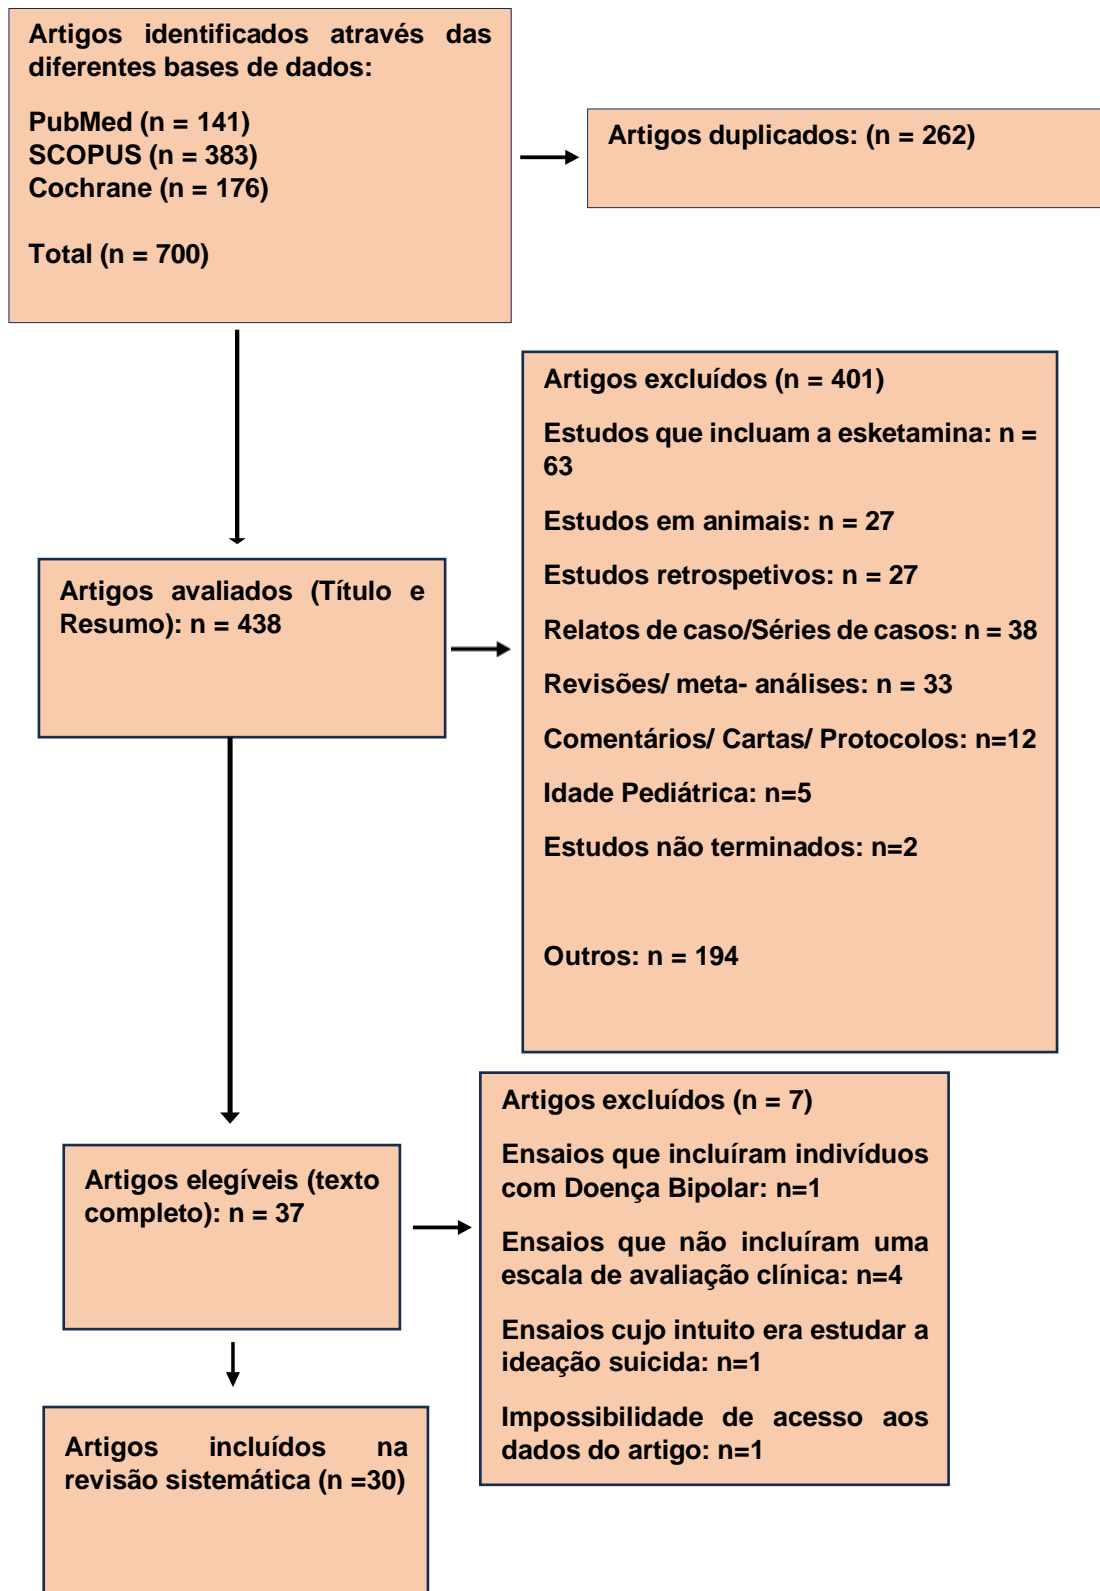 Artigos identificados através das
diferentes bases de dados:
PubMed (n = 141)
SCOPUS (n = 383)
Cochrane (n = 176)
Total (n = 700)
Artigos duplicados: (n = 262)
Artigos avaliados (Título e
Resumo): n = 438
Artigos excluídos (n = 401)
Estudos que incluam a esketamina: n =
63
Estudos em animais: n = 27
Estudos retrospetivos: n = 27
Relatos de caso/Séries de casos: n = 38
Revisões/ meta- análises: n = 33
Comentários/ Cartas/ Protocolos: n=12
Idade Pediátrica: n=5
Estudos não terminados: n=2
Outros: n = 194
Artigos elegíveis (texto
completo): n = 37
Artigos excluídos (n = 7)
Ensaios que incluíram indivíduos
com Doença Bipolar: n=1
Ensaios que não incluíram uma
escala de avaliação clínica: n=4
Ensaios cujo intuito era estudar a
ideação suicida: n=1
Impossibilidade de acesso aos
dados do artigo: n=1
Artigos incluídos na
revisão sistemática (n =30)